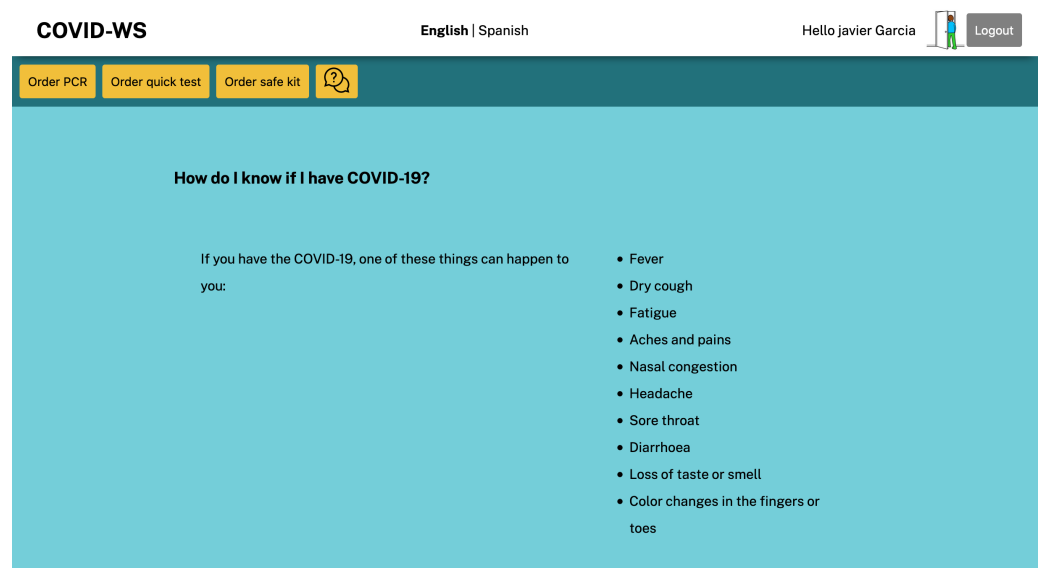 COVID-WS
English | Spanish
Hello javier Garcia
Logout
Order PCR
Order quick test
Order safe kit
?
How do I know if I have COVID-19?
If you have the COVID-19, one of these things can happen to
you:
• Fever
• Dry cough
• Fatigue
• Aches and pains
• Nasal congestion
• Headache
• Sore throat
• Diarrhoea
• Loss of taste or smell
• Color changes in the fingers or
toes